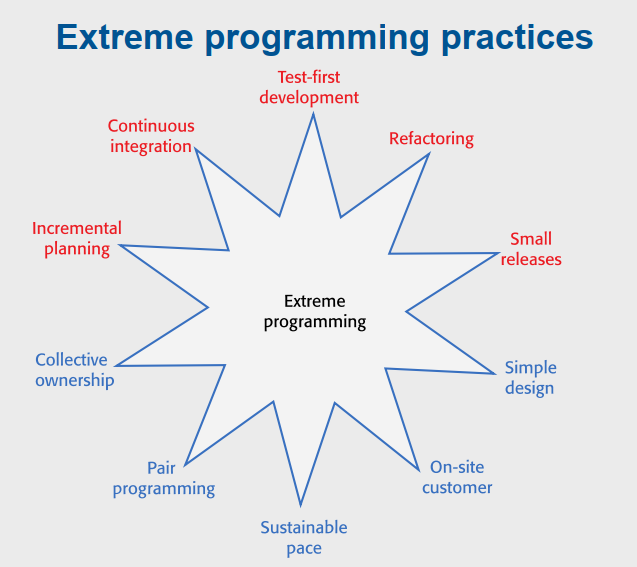 Extreme programming practices
Test-first
development
Continuous
integration
Refactoring
Incremental
planning
Small
releases
Extreme
programming
Collective
ownership
Simple
design
Pair
programming
On-site
customer
Sustainable
pace